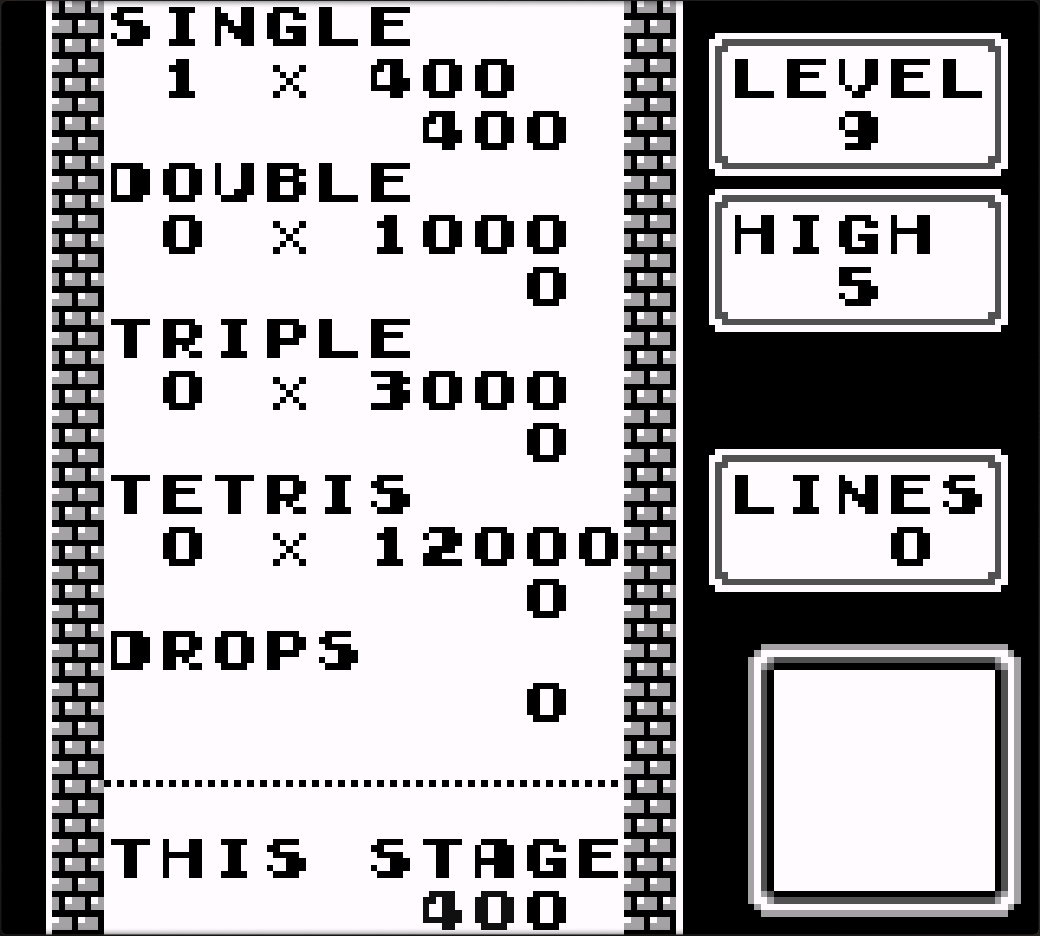 SINGLE
1 × 400
400
DOUBLE
0 × 1000
0
TRIPLE
0 × 3000
0
TETRIS
0 × 12000
0
DROPS
0
THIS STAGE
400
LEVEL
9
HIGH
5
LINES
0